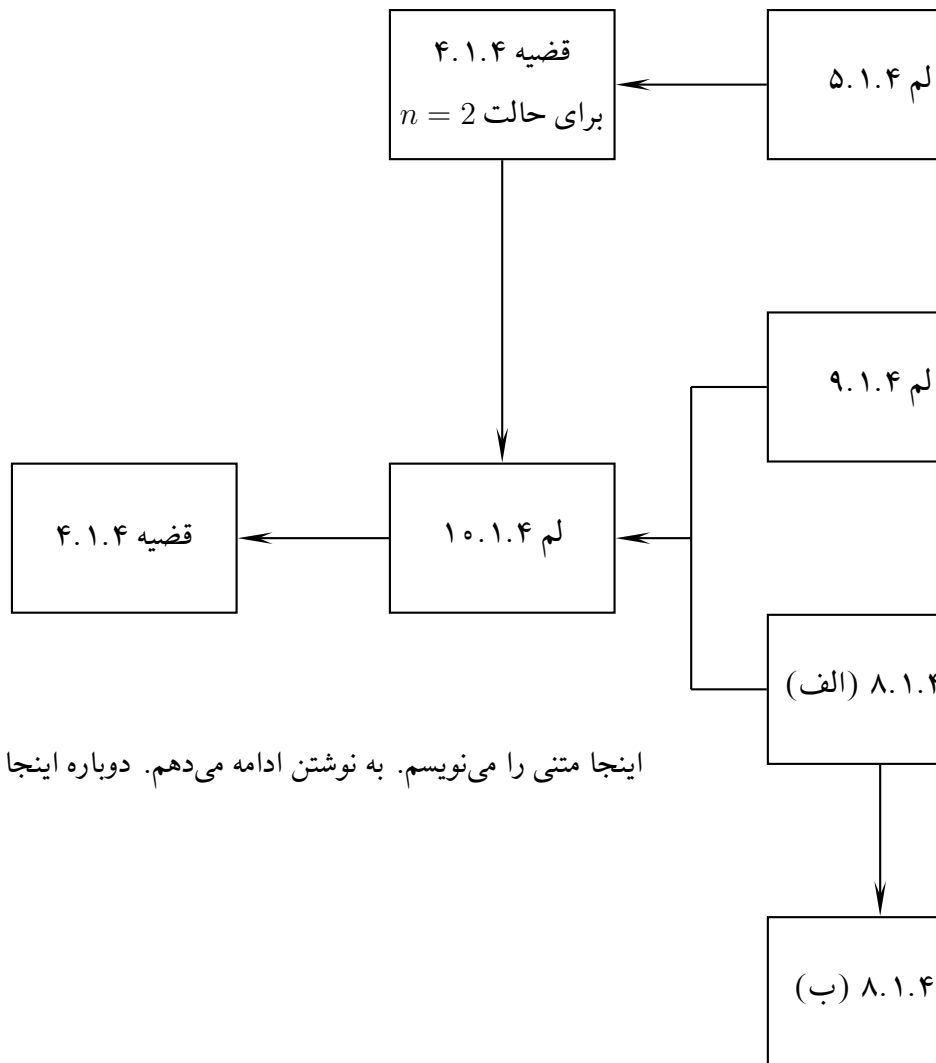 لم ۵.۱.۴
قضیه ۴.۱.۴
برای حالت n = 2
لم ۹.۱.۴
لم ۱۰.۱.۴
قضیه ۴.۱.۴
۸.۱.۴ (الف)
اینجا متنی را می‌نویسم. به نوشتن ادامه می‌دهم. دوباره اینجا
۸.۱.۴ (ب)